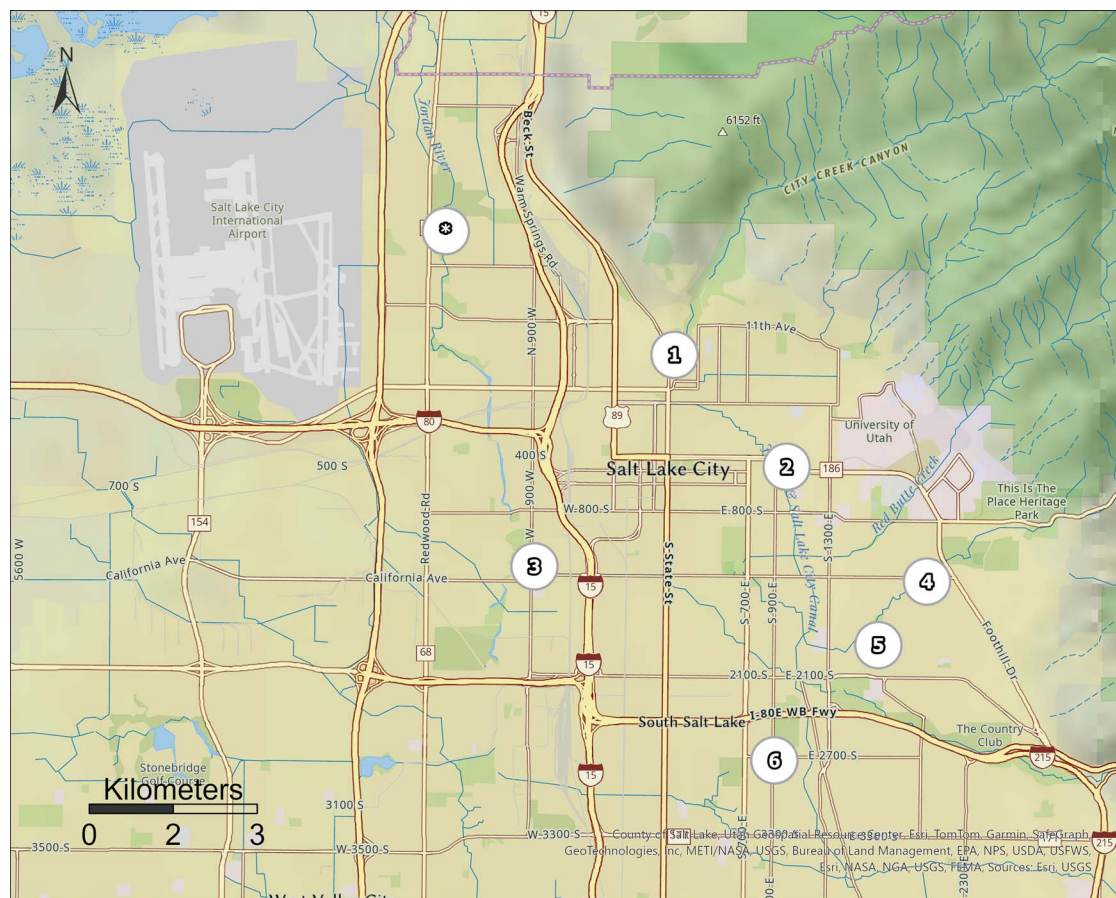 15
N
6152 ft
Jordan River
Beck St
CITY CREEK CANYON
Warm Springs Rd
Salt Lake City
International
Airport
*
N 900 W
11th Ave
1
80
89
University of
Utah
400 S
500 S
Salt Lake City
2
186
700 S
Red Butte Creek
This Is The
Place Heritage
Park
900 W
W 800 S
E 800 S
154
Redwood Rd
Salt Lake City Canal
S 1300 E
5600 W
California Ave
California Ave
W
3
15
S State St
S 700 E
S 900 E
4
5
Foothill Dr
68
15
2100 S
E 2100 S
South Salt Lake
I-80E WB Fwy
The Country
Club
6
E 2700 S
215
Stonebridge
Golf Course
15
Kilometers
0 2 3
3100 S
3500 S
W 3500 S
W 3300 S
3300 S
E 3300 S
215
S 700 E
County of Salt Lake, Utah Geospatial Resource Center, Esri, TomTom, Garmin, SafeGraph,
GeoTechnologies, Inc, METI/NASA, USGS, Bureau of Land Management, EPA, NPS, USDA, USFWS,
Esri, NASA, NGA, USGS, FEMA, Sources: Esri, USGS
2300 E